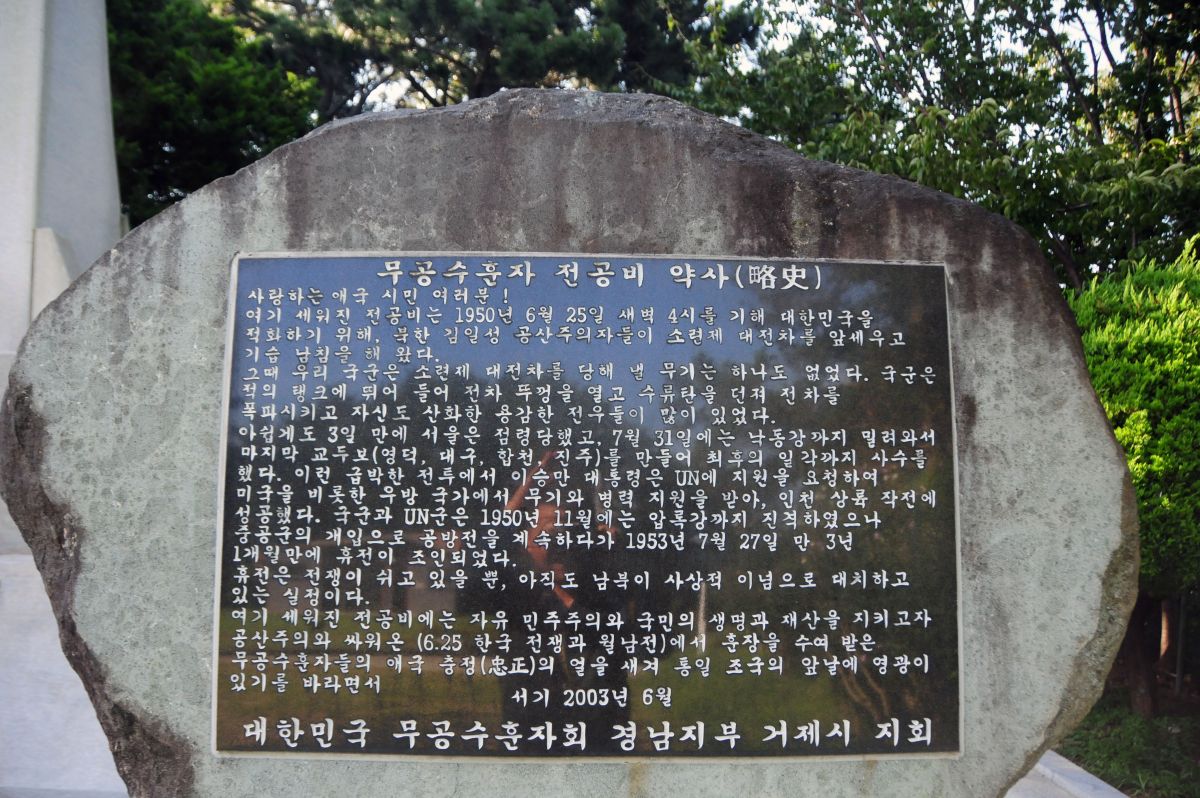 무공수훈자 전공비 약사(略史)
사랑하는 애국 시민 여러분!
여기 세워진 전공비는 1950년 6월 25일 새벽 4시를 기해 대한민국을
적화하기 위해, 북한 김일성 공산주의자들이 소련제 대전차를 앞세우고
기습 남침을 해 왔다.
그때 우리 국군은 소련제 대전차를 당해 낼 무기는 하나도 없었다. 국군은
적의 탱크에 뛰어 들어 전차 뚜껑을 열고 수류탄을 던져 전차를
폭파시키고 자신도 산화한 용감한 전우들이 많이 있었다.
아쉽게도 3일 만에 서울은 점령당했고, 7월 31일에는 낙동강까지 밀려와서
마지막 교두보(영덕, 대구, 합천, 진주)를 만들어 최후의 일각까지 사수를
했다. 이런 급박한 전투에서 이승만 대통령은 UN에 지원을 요청하여
미국을 비롯한 우방 국가에서 무기와 병력 지원을 받아, 인천 상륙 작전에
성공했다. 국군과 UN군은 1950년 11월에는 압록강까지 진격하였으나
중공군의 개입으로 공방전을 계속하다가 1953년 7월 27일 만 3년
1개월만에 휴전이 조인되었다.
휴전은 전쟁이 쉬고 있을 뿐, 아직도 남북이 사상적 이념으로 대치하고
있는 실정이다.
여기 세워진 전공비에는 자유 민주주의와 국민의 생명과 재산을 지키고자
공산주의와 싸워온 (6.25 한국 전쟁과 월남전)에서 훈장을 수여 받은
무공수훈자들의 애국 충정(忠正)의 얼을 새겨 통일 조국의 앞날에 영광이
있기를 바라면서
서기 2003년 6월
대한민국 무공수훈자회 경남지부 거제시 지회